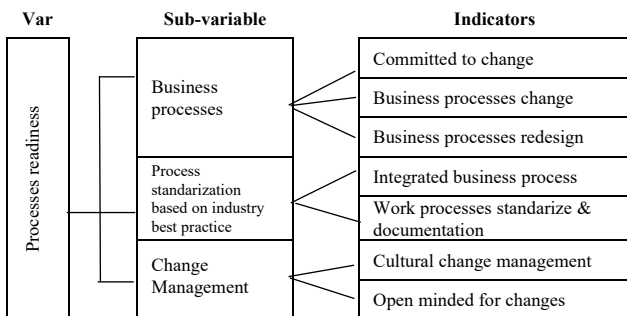 Var Sub-variable Indicators
Processes readiness
Business
processes
Process
standarization
based on industry
best practice
Change
Management
Committed to change
Business processes change
Business processes redesign
Integrated business process
Work processes standarize &
documentation
Cultural change management
Open minded for changes